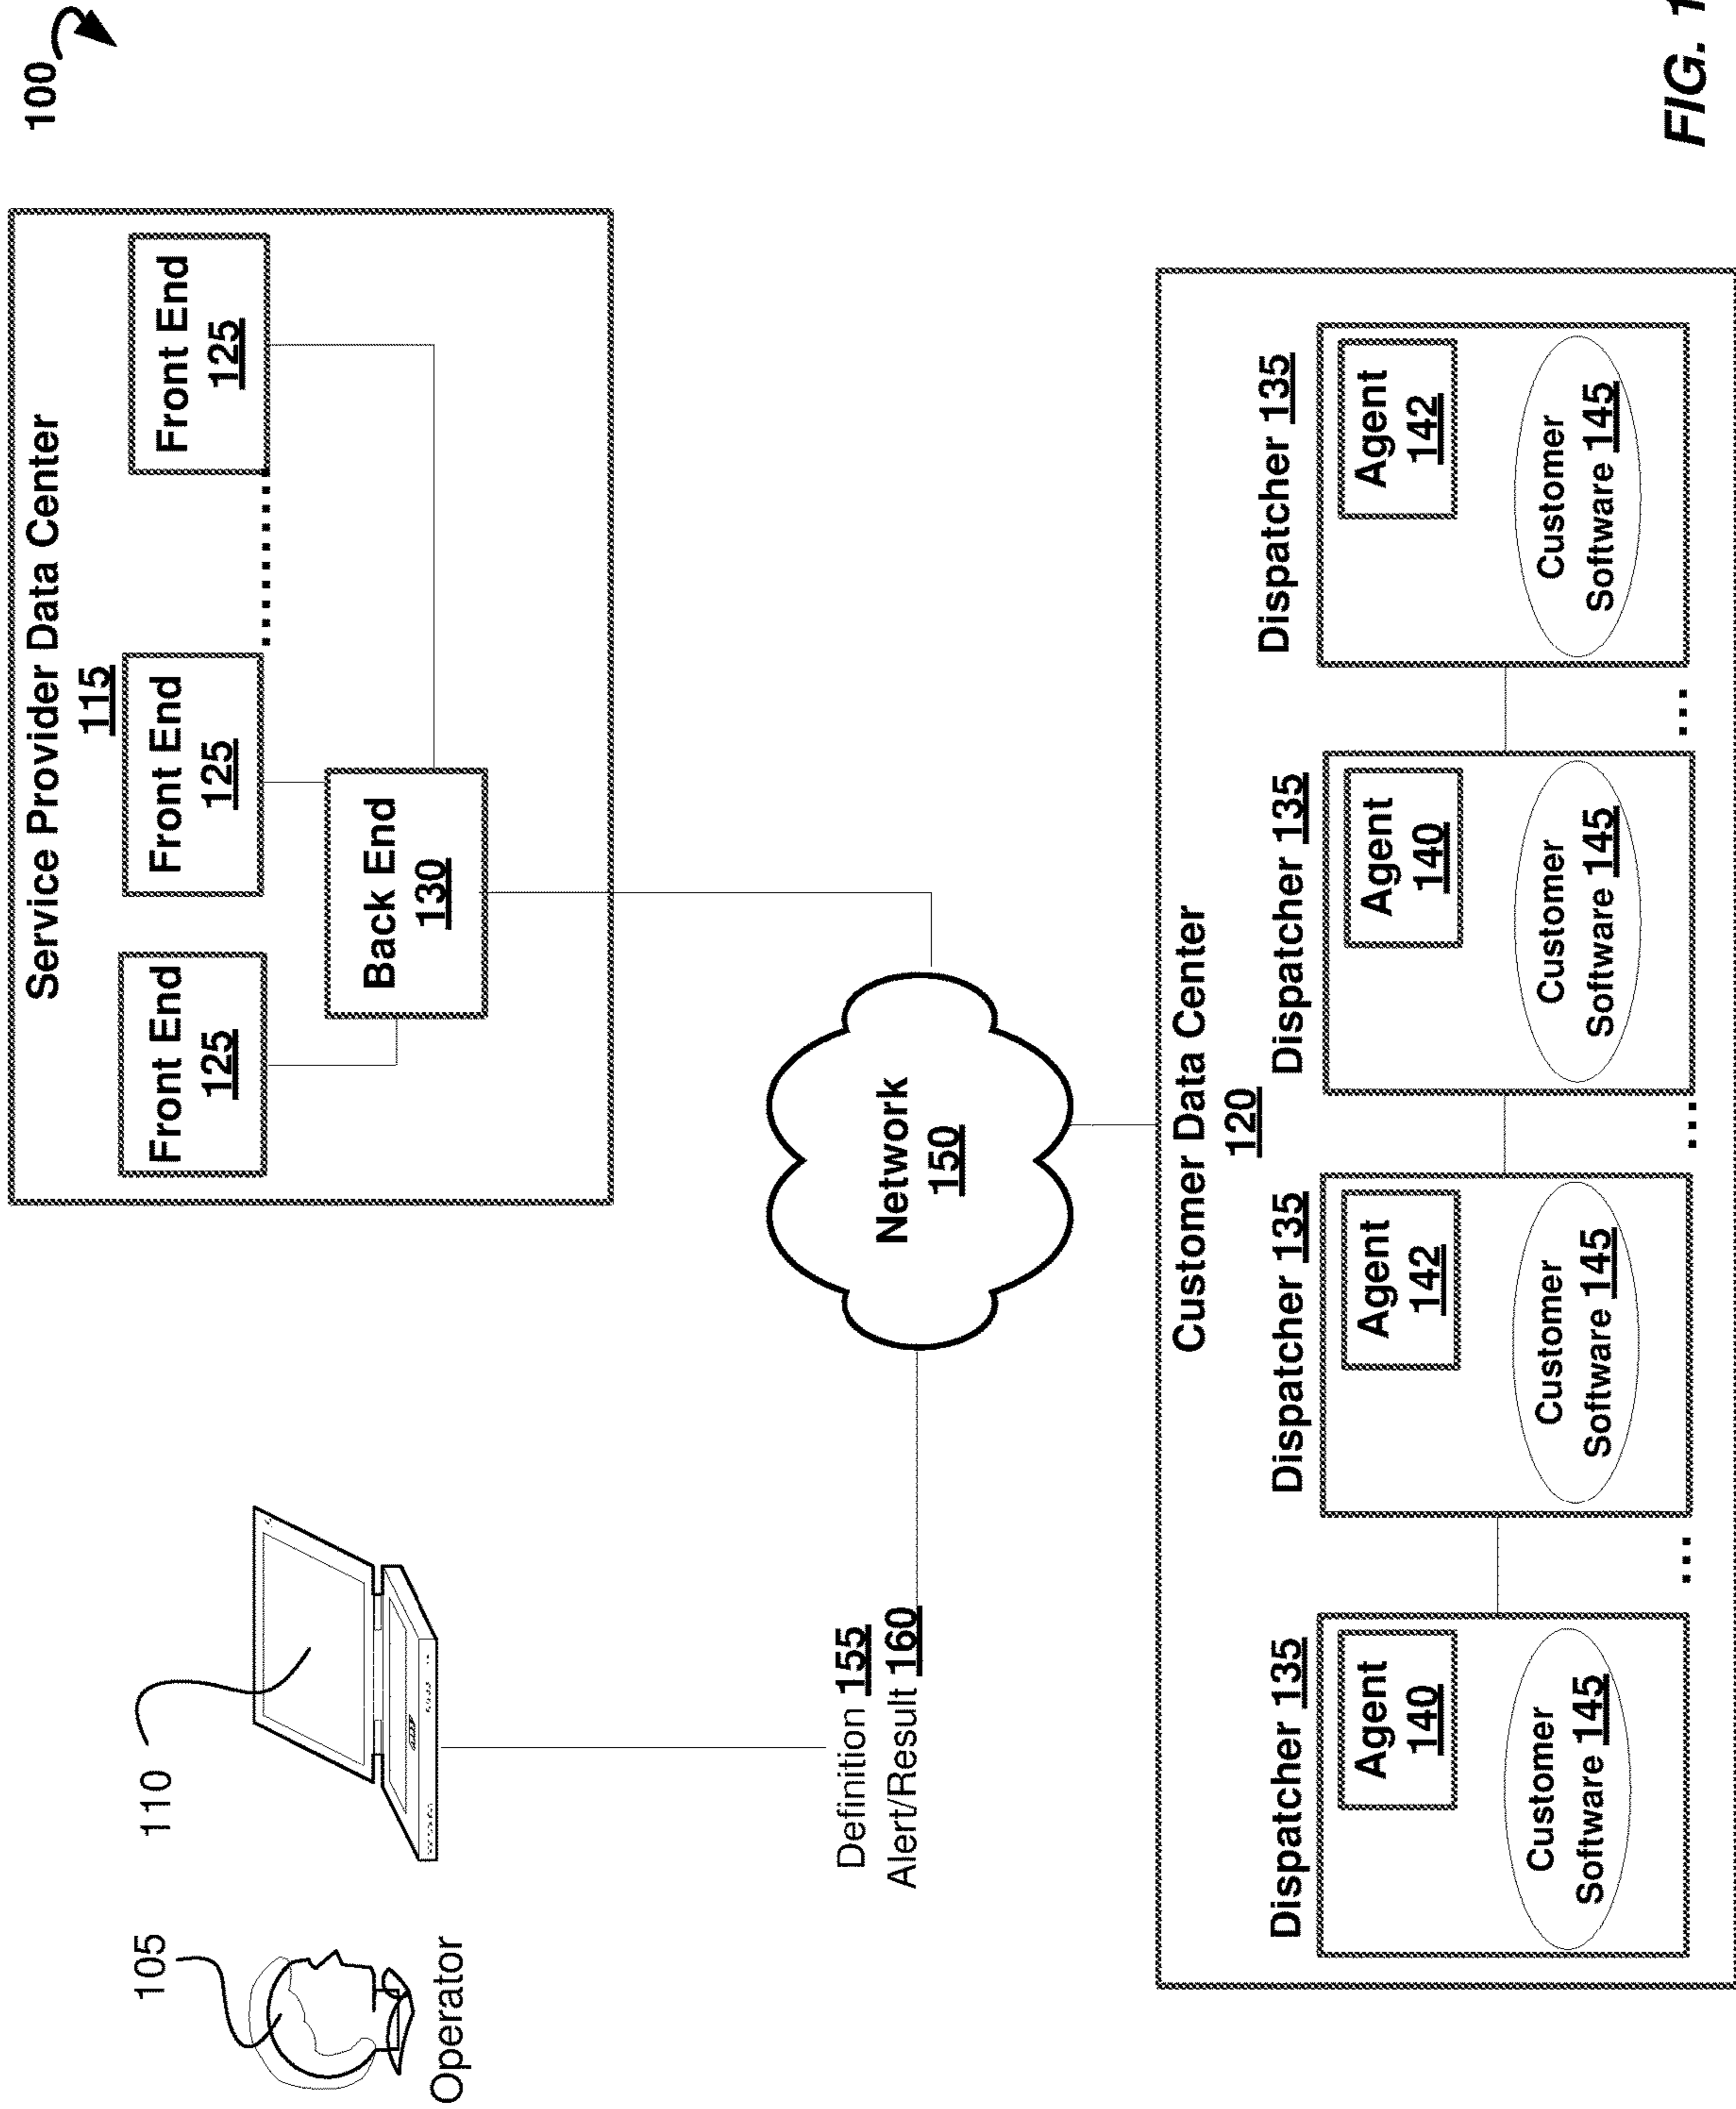 100
Service Provider Data Center
115
Front End
125
Front End
125
Front End
125
Back End
130
105
Operator
110
Definition 155
Alert/Result 160
Network
150
Customer Data Center
120
Dispatcher 135
Agent
140
Customer
Software 145
...
Dispatcher 135
Agent
142
Customer
Software 145
...
Dispatcher 135
Agent
140
Customer
Software 145
...
Dispatcher 135
Agent
142
Customer
Software 145
FIG. 1